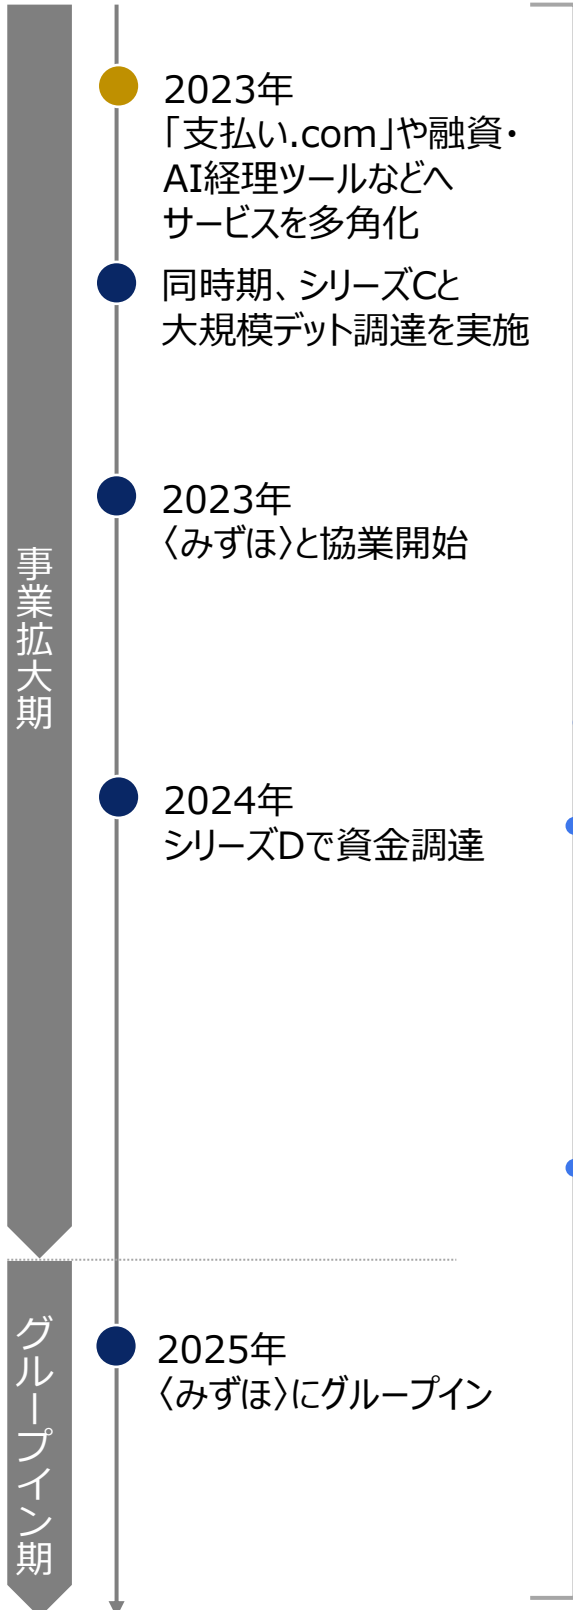 2023年
「支払い.com」や融資・
AI経理ツールなどへ
サービスを多角化
同時期、シリーズCと
大規模デット調達を実施
2023年
〈みずほ〉と協業開始
事業拡大期
2024年
シリーズDで資金調達
グループイン期
2025年
〈みずほ〉にグループイン